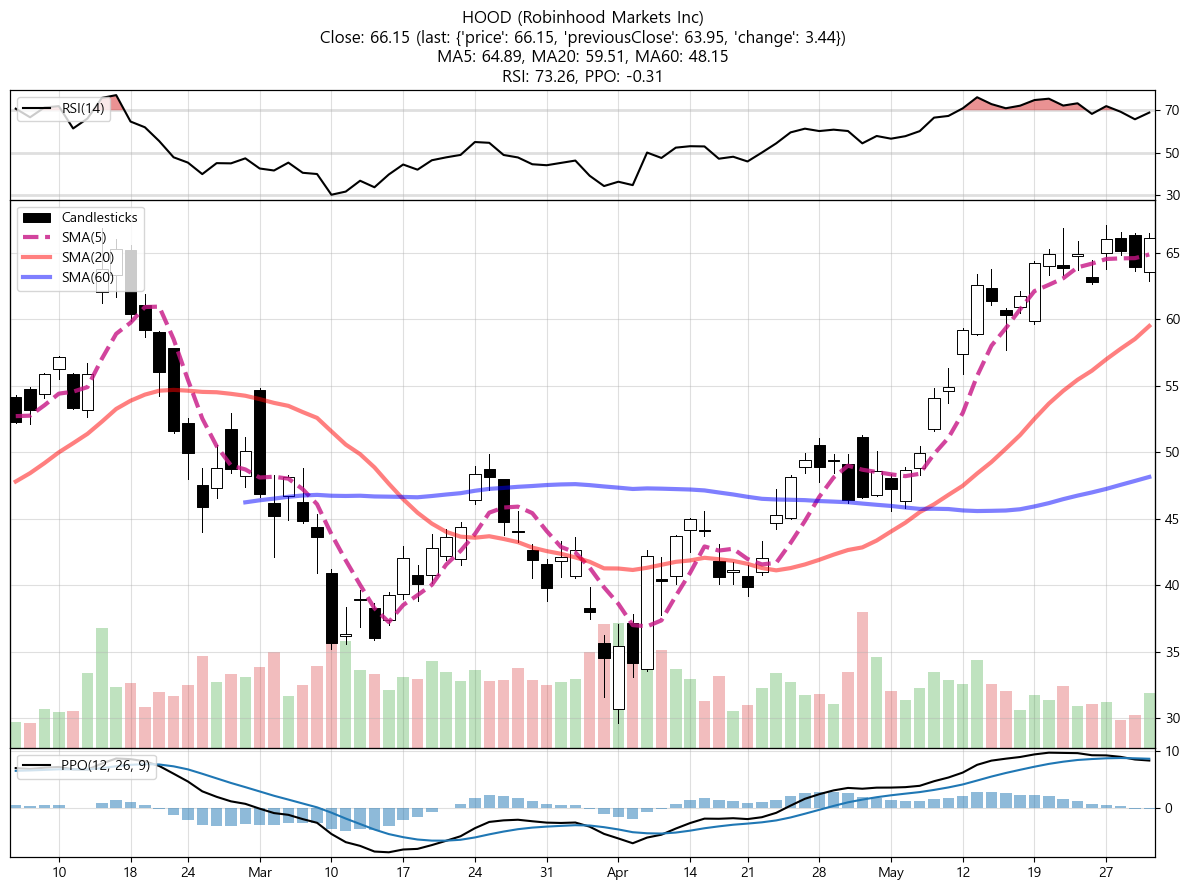 HOOD (Robinhood Markets Inc)
Close: 66.15 (last: {'price': 66.15, 'previousClose': 63.95, 'change': 3.44})
MA5: 64.89, MA20: 59.51, MA60: 48.15
RSI: 73.26, PPO: -0.31
RSI(14)
70
50
30
Candlesticks
SMA(5)
SMA(20)
SMA(60)
65
60
55
50
45
40
35
30
PPO(12, 26, 9)
10
0
10 18 24 Mar 10 17 24 31 Apr 14 21 28 May 12 19 27